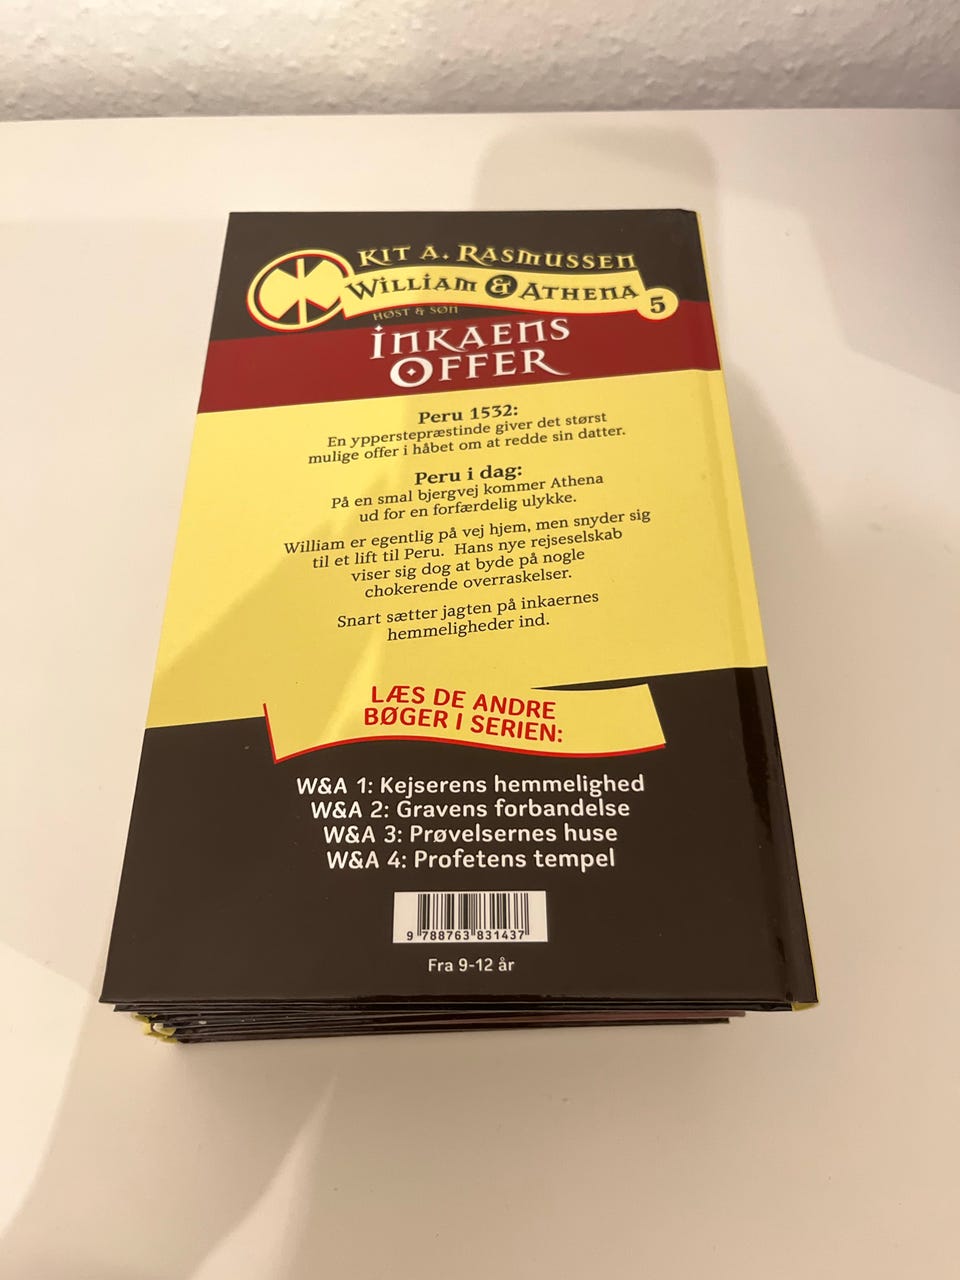 KIT A. RASMUSSEN
WILLIAM & ATHENA 5
HØST & SØN
INKAENS
OFFER
Peru 1532:
En ypperstepræstinde giver det størst
mulige offer i håbet om at redde sin datter.
Peru i dag:
På en smal bjergvej kommer Athena
ud for en forfærdelig ulykke.
William er egentlig på vej hjem, men snyder sig
til et lift til Peru. Hans nye rejseselskab
viser sig dog at byde på nogle
chokerende overraskelser.
Snart sætter jagten på inkaernes
hemmeligheder ind.
LÆS DE ANDRE
BØGER I SERIEN:
W&A 1: Kejserens hemmelighed
W&A 2: Gravens forbandelse
W&A 3: Prøvelsernes huse
W&A 4: Profetens tempel
9 788763 831437
Fra 9-12 år